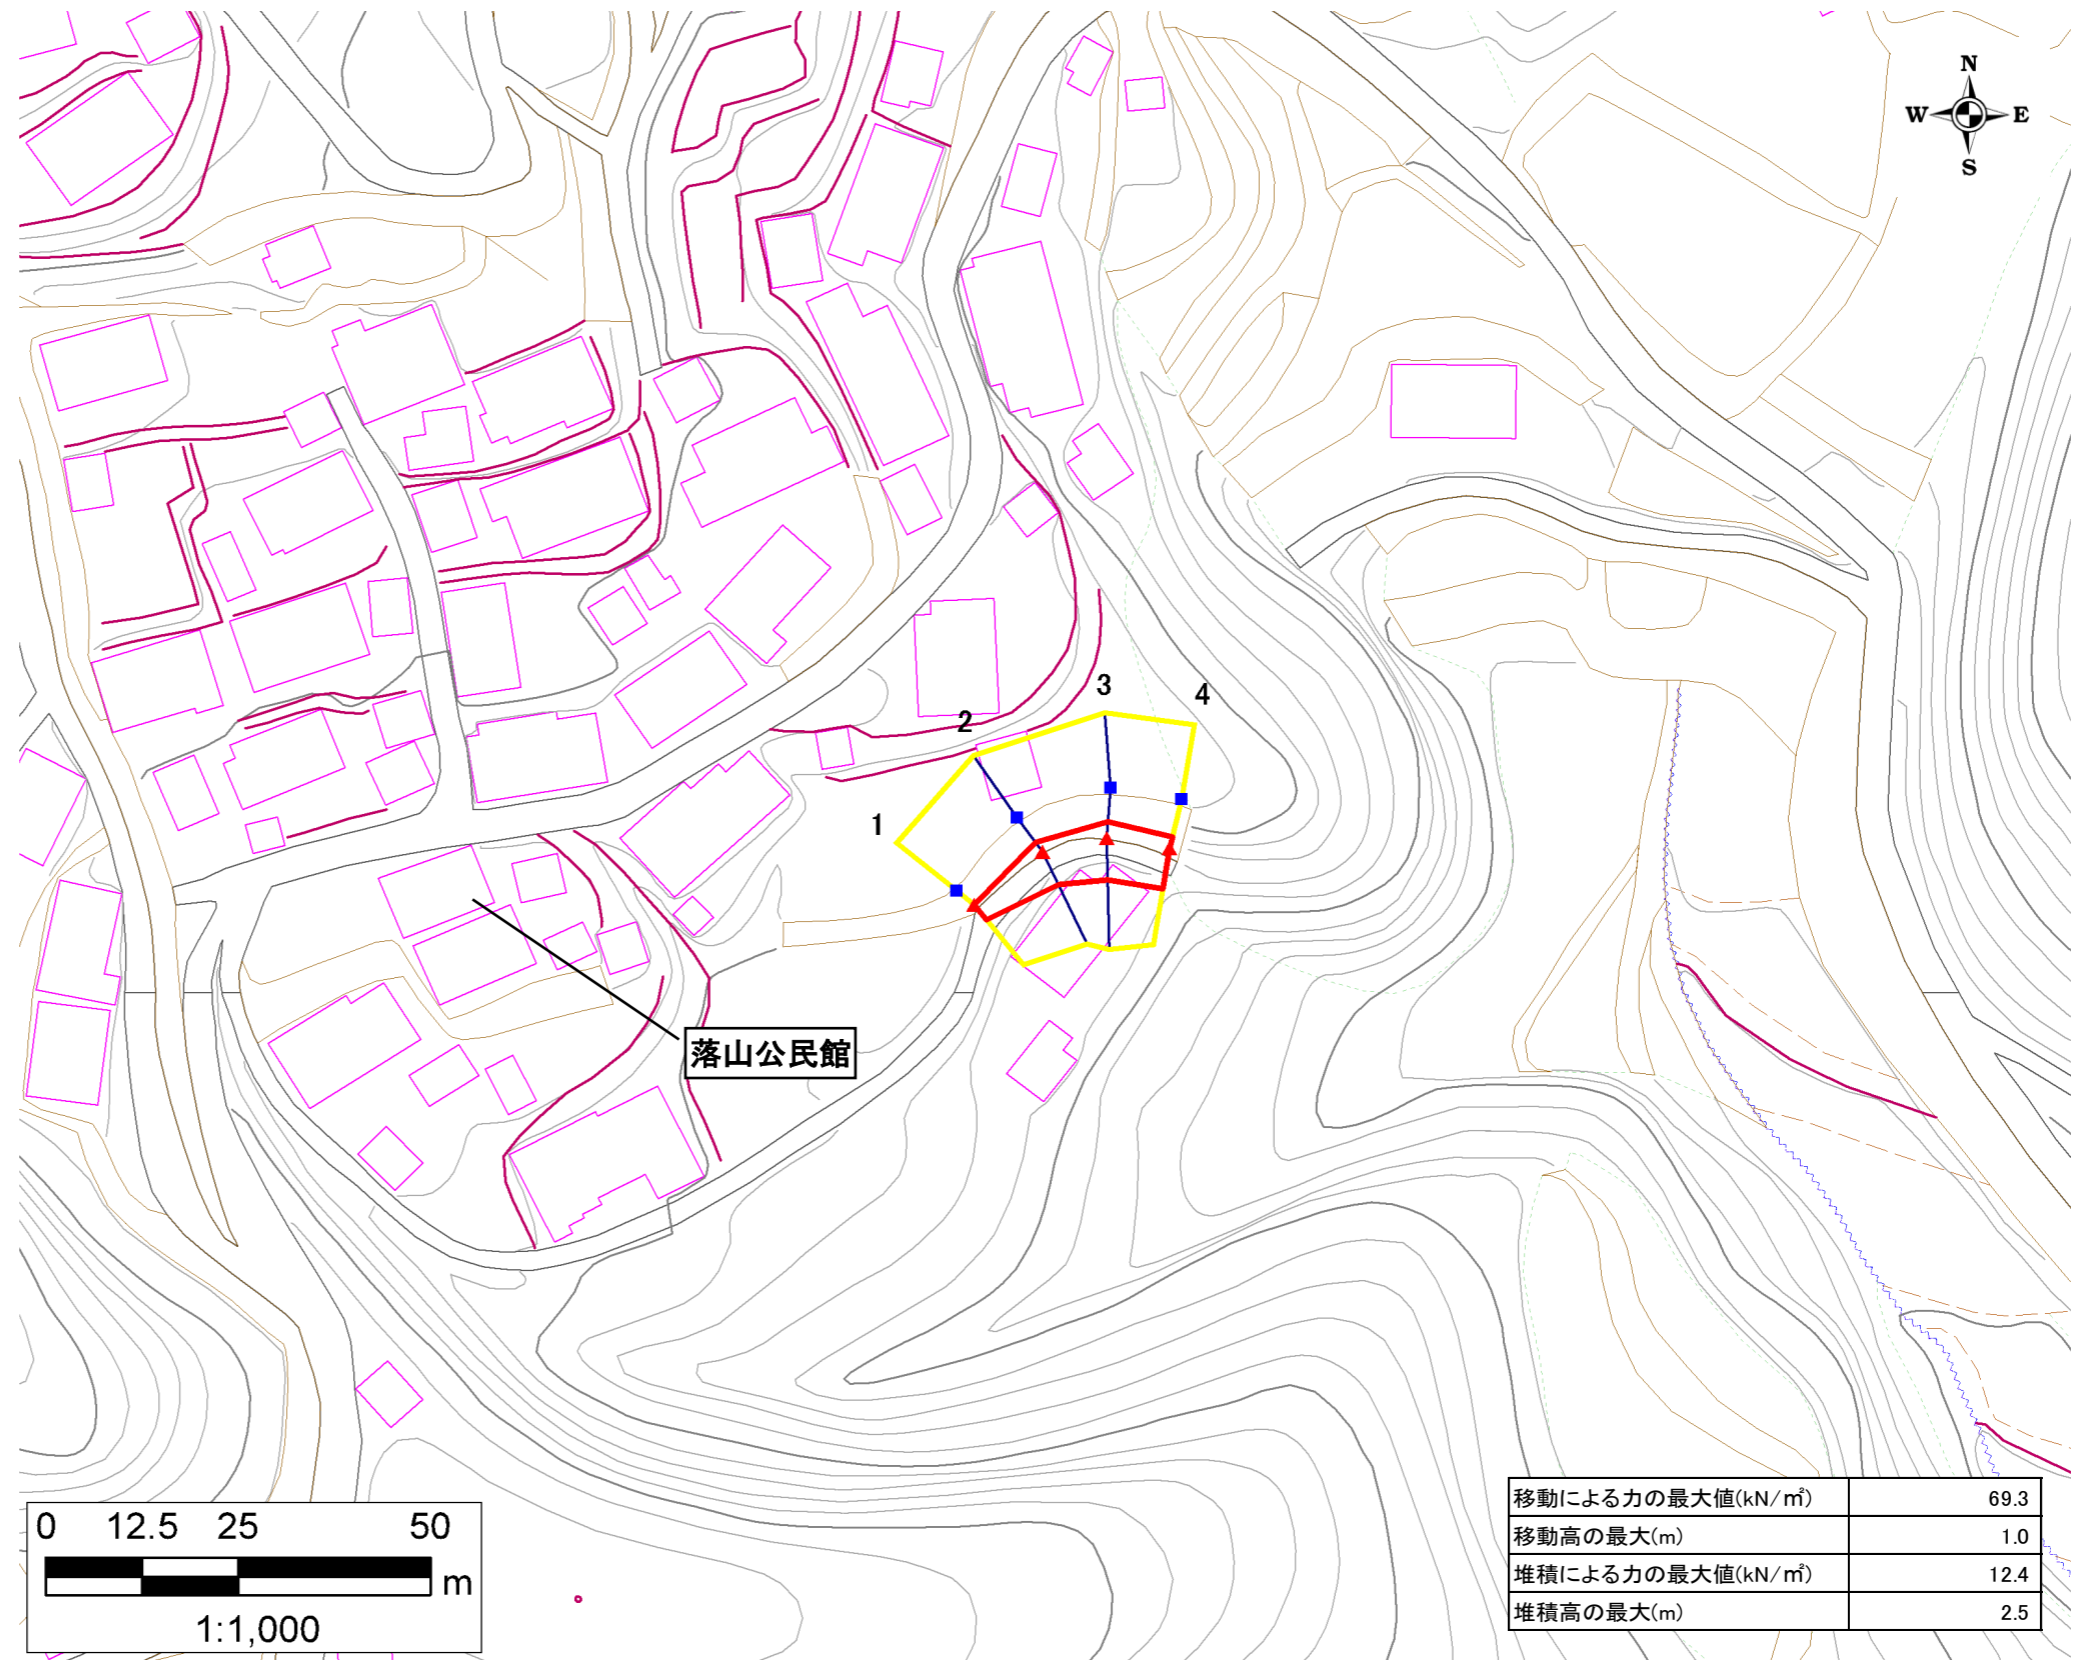 N
W E
S
3
4
2
1
落山公民館
移動による力の最大値(kN/㎡) 69.3
移動高の最大(m) 1.0
堆積による力の最大値(kN/㎡) 12.4
堆積高の最大(m) 2.5
0 12.5 25 50
m
1:1,000